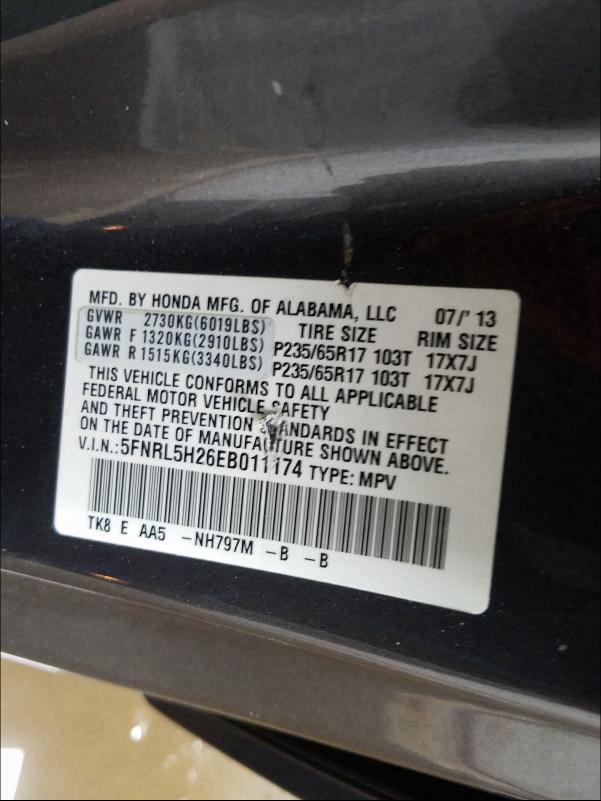 MFD. BY HONDA MFG. OF ALABAMA, LLC 07/' 13
GVWR 2730KG(6019LBS) TIRE SIZE RIM SIZE
GAWR F 1320KG(2910LBS) P235/65R17 103T 17X7J
GAWR R 1515KG(3340LBS) P235/65R17 103T 17X7J
THIS VEHICLE CONFORMS TO ALL APPLICABLE
FEDERAL MOTOR VEHICLE SAFETY
AND THEFT PREVENTION STANDARDS IN EFFECT
ON THE DATE OF MANUFACTURE SHOWN ABOVE.
V.I.N.:5FNRL5H26EB011174 TYPE: MPV
TK8 E AA5 -NH797M -B -B